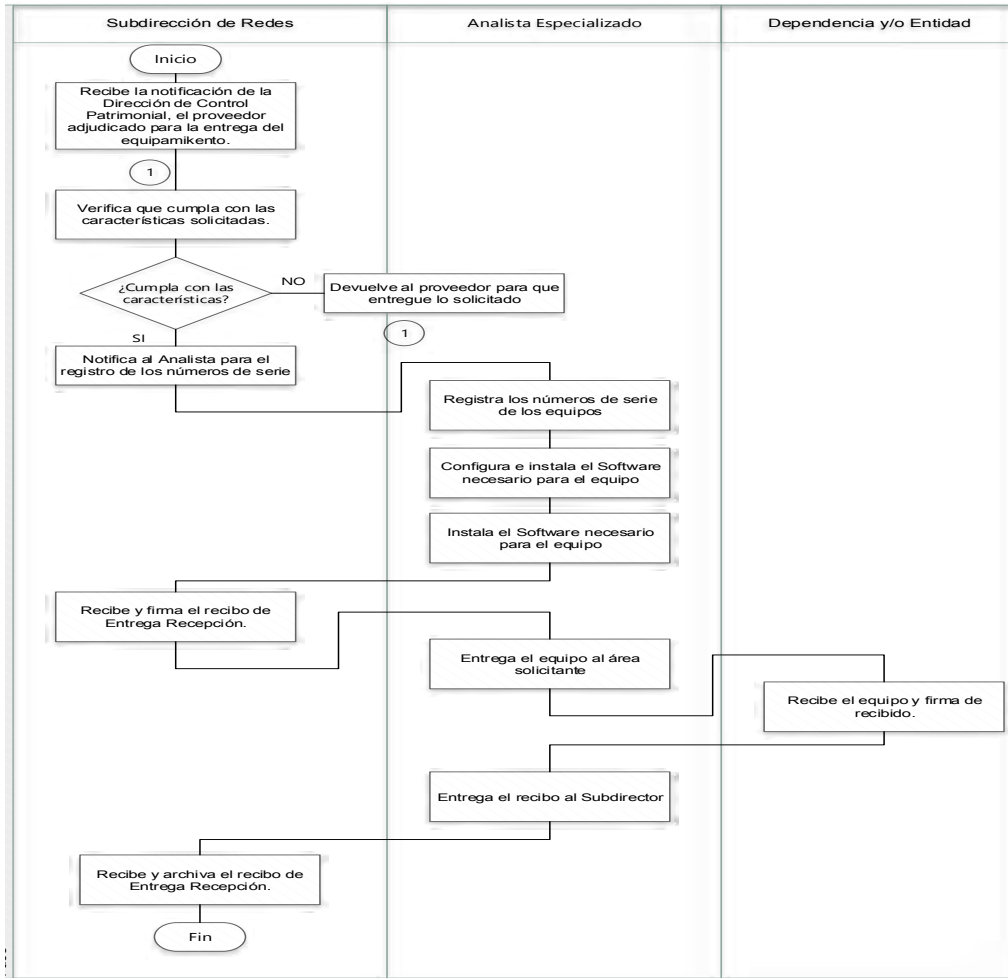 Subdirección de Redes
Analista Especializado
Dependencia y/o Entidad
Inicio
Recibe la notificación de la
Dirección de Control
Patrimonial, el proveedor
adjudicado para la entrega del
equipamikento.
1
Verifica que cumpla con las
características solicitadas.
¿Cumpla con las
características?
NO
Devuelve al proveedor para que
entregue lo solicitado
1
SI
Notifica al Analista para el
registro de los números de serie
Registra los números de serie
de los equipos
Configura e instala el Software
necesario para el equipo
Instala el Software necesario
para el equipo
Recibe y firma el recibo de
Entrega Recepción.
Entrega el equipo al área
solicitante
Recibe el equipo y firma de
recibido.
Entrega el recibo al Subdirector
Recibe y archiva el recibo de
Entrega Recepción.
Fin